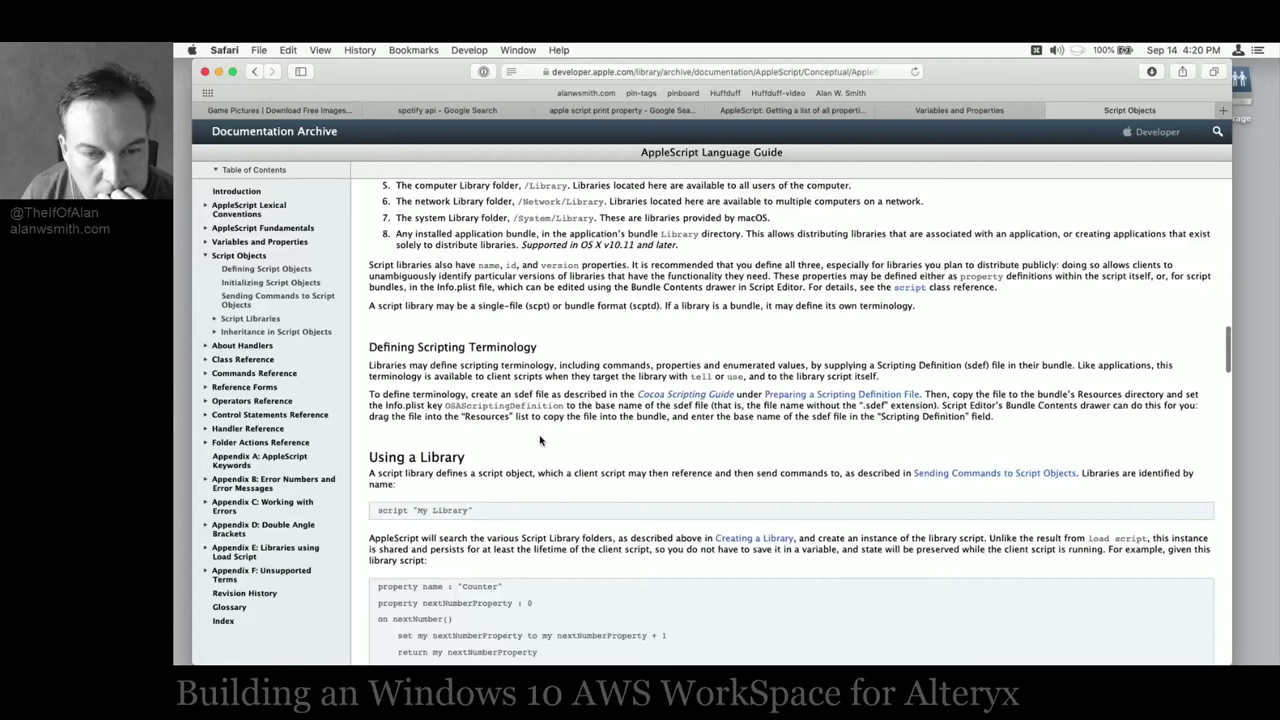 Safari File Edit View History Bookmarks Develop Window Help 100% Sep 14 4:20 PM
developer.apple.com/library/archive/documentation/AppleScript/Conceptual/AppleS
alanwsmith.com pin-tags pinboard Huffduff Huffduff-video Alan W. Smith
Game Pictures | Download Free Images... spotify api - Google Search apple script print property - Google Sea... AppleScript: Getting a list of all properti... Variables and Properties Script Objects
Documentation Archive Developer
AppleScript Language Guide
Table of Contents
Introduction
AppleScript Lexical
Conventions
AppleScript Fundamentals
Variables and Properties
Script Objects
Defining Script Objects
Initializing Script Objects
Sending Commands to Script
Objects
Script Libraries
Inheritance in Script Objects
About Handlers
Class Reference
Commands Reference
Reference Forms
Operators Reference
Control Statements Reference
Handler Reference
Folder Actions Reference
Appendix A: AppleScript
Keywords
Appendix B: Error Numbers and
Error Messages
Appendix C: Working with
Errors
Appendix D: Double Angle
Brackets
Appendix E: Libraries using
Load Script
Appendix F: Unsupported
Terms
Revision History
Glossary
Index
5. The computer Library folder, /Library. Libraries located here are available to all users of the computer.
6. The network Library folder, /Network/Library. Libraries located here are available to multiple computers on a network.
7. The system Library folder, /System/Library. These are libraries provided by macOS.
8. Any installed application bundle, in the application's bundle Library directory. This allows distributing libraries that are associated with an application, or creating applications that exist
solely to distribute libraries. Supported in OS X v10.11 and later.
Script libraries also have name, id, and version properties. It is recommended that you define all three, especially for libraries you plan to distribute publicly: doing so allows clients to
unambiguously identify particular versions of libraries that have the functionality they need. These properties may be defined either as property definitions within the script itself, or, for script
bundles, in the Info.plist file, which can be edited using the Bundle Contents drawer in Script Editor. For details, see the script class reference.
A script library may be a single-file (scpt) or bundle format (scptd). If a library is a bundle, it may define its own terminology.
Defining Scripting Terminology
Libraries may define scripting terminology, including commands, properties and enumerated values, by supplying a Scripting Definition (sdef) file in their bundle. Like applications, this
terminology is available to client scripts when they target the library with tell or use, and to the library script itself.
To define terminology, create an sdef file as described in the Cocoa Scripting Guide under Preparing a Scripting Definition File. Then, copy the file to the bundle's Resources directory and set
the Info.plist key OSAScriptingDefinition to the base name of the sdef file (that is, the file name without the ".sdef" extension). Script Editor's Bundle Contents drawer can do this for you:
drag the file into the "Resources" list to copy the file into the bundle, and enter the base name of the sdef file in the "Scripting Definition" field.
Using a Library
A script library defines a script object, which a client script may then reference and then send commands to, as described in Sending Commands to Script Objects. Libraries are identified by
name:
script "My Library"
AppleScript will search the various Script Library folders, as described above in Creating a Library, and create an instance of the library script. Unlike the result from load script, this instance
is shared and persists for at least the lifetime of the client script, so you do not have to save it in a variable, and state will be preserved while the client script is running. For example, given this
library script:
property name : "Counter"
property nextNumberProperty : 0
on nextNumber()
set my nextNumberProperty to my nextNumberProperty + 1
return my nextNumberProperty
@TheIfOfAlan
alanwsmith.com
rage
Building an Windows 10 AWS WorkSpace for Alteryx